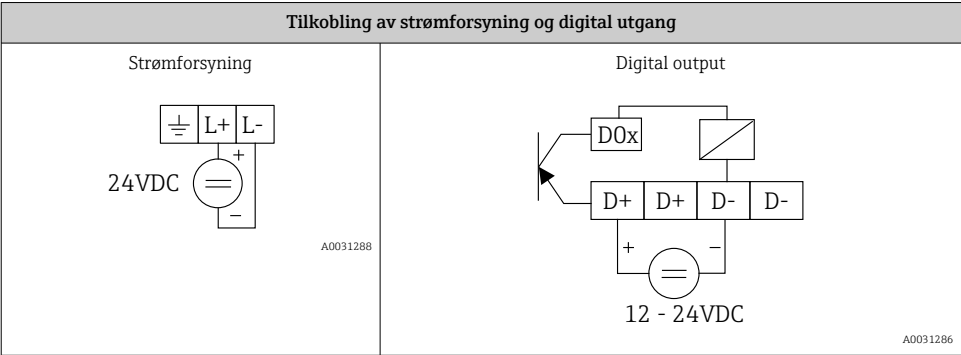 Tilkobling av strømforsyning og digital utgang
Strømforsyning
L+ L-
+
24VDC
–
A0031288
Digital output
D0x
D+ D+ D- D-
+ –
12 - 24VDC
A0031286